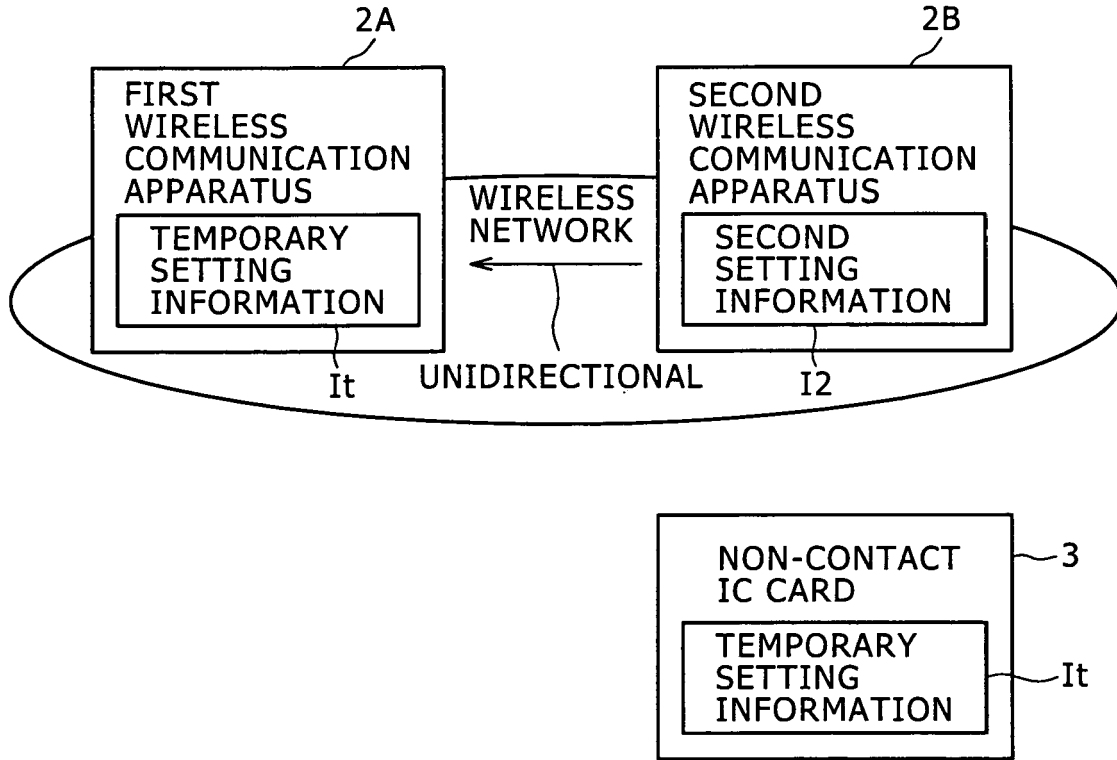 2A
2B
FIRST
WIRELESS
COMMUNICATION
APPARATUS
TEMPORARY
SETTING
INFORMATION
It
WIRELESS
NETWORK
UNIDIRECTIONAL
SECOND
WIRELESS
COMMUNICATION
APPARATUS
SECOND
SETTING
INFORMATION
I2
NON-CONTACT
IC CARD
3
TEMPORARY
SETTING
INFORMATION
It